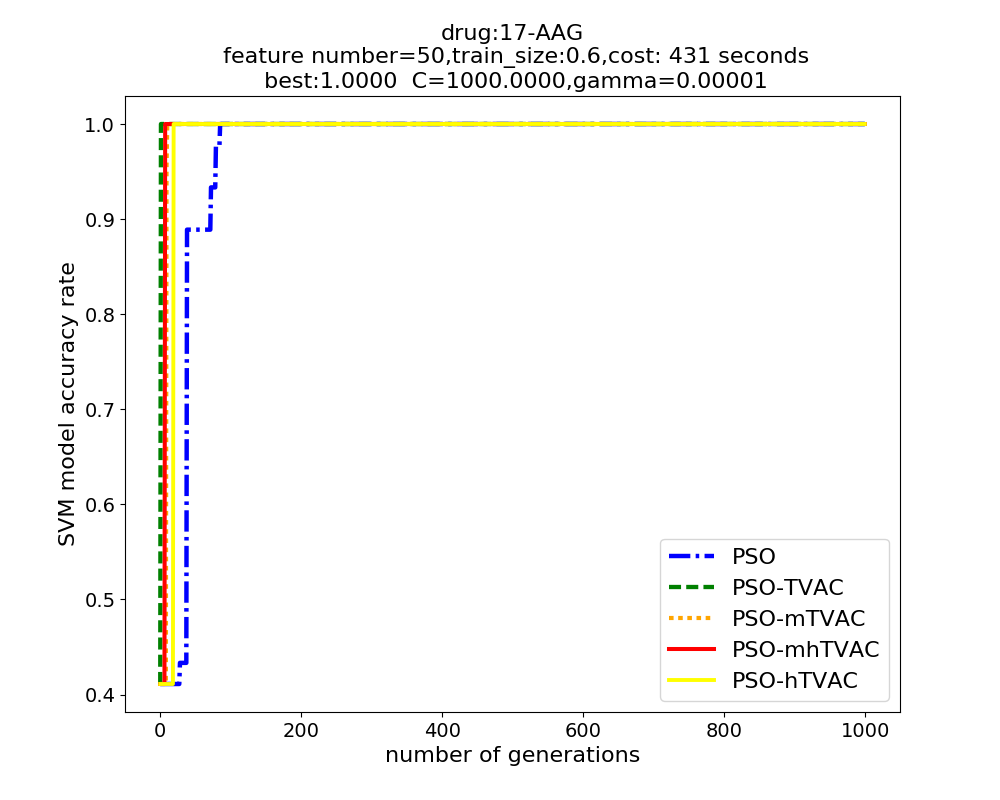 drug:17-AAG
feature number=50,train_size:0.6,cost: 431 seconds
best:1.0000  C=1000.0000,gamma=0.00001
1.0
0.9
0.8
0.7
0.6
0.5
0.4
SVM model accuracy rate
PSO
PSO-TVAC
PSO-mTVAC
PSO-mhTVAC
PSO-hTVAC
0 200 400 600 800 1000
number of generations